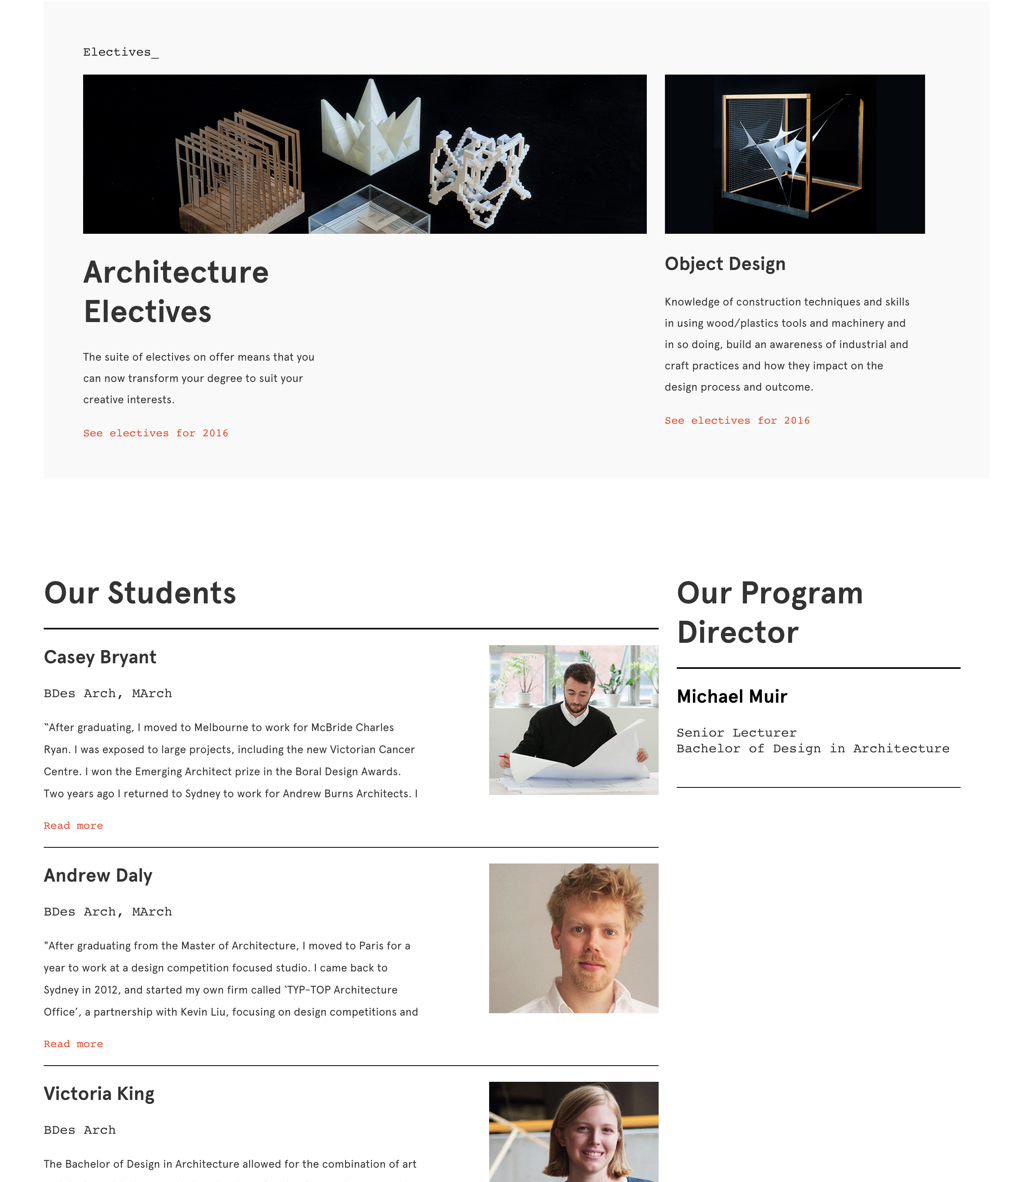 Electives_
Architecture
Electives
The suite of electives on offer means that you
can now transform your degree to suit your
creative interests.
See electives for 2016
Object Design
Knowledge of construction techniques and skills
in using wood/plastics tools and machinery and
in so doing, build an awareness of industrial and
craft practices and how they impact on the
design process and outcome.
See electives for 2016
Our Students
Casey Bryant
BDes Arch, MArch
“After graduating, I moved to Melbourne to work for McBride Charles
Ryan. I was exposed to large projects, including the new Victorian Cancer
Centre. I won the Emerging Architect prize in the Boral Design Awards.
Two years ago I returned to Sydney to work for Andrew Burns Architects. I
Read more
Andrew Daly
BDes Arch, MArch
"After graduating from the Master of Architecture, I moved to Paris for a
year to work at a design competition focused studio. I came back to
Sydney in 2012, and started my own firm called ‘TYP-TOP Architecture
Office’, a partnership with Kevin Liu, focusing on design competitions and
Read more
Victoria King
BDes Arch
The Bachelor of Design in Architecture allowed for the combination of art
Our Program
Director
Michael Muir
Senior Lecturer
Bachelor of Design in Architecture